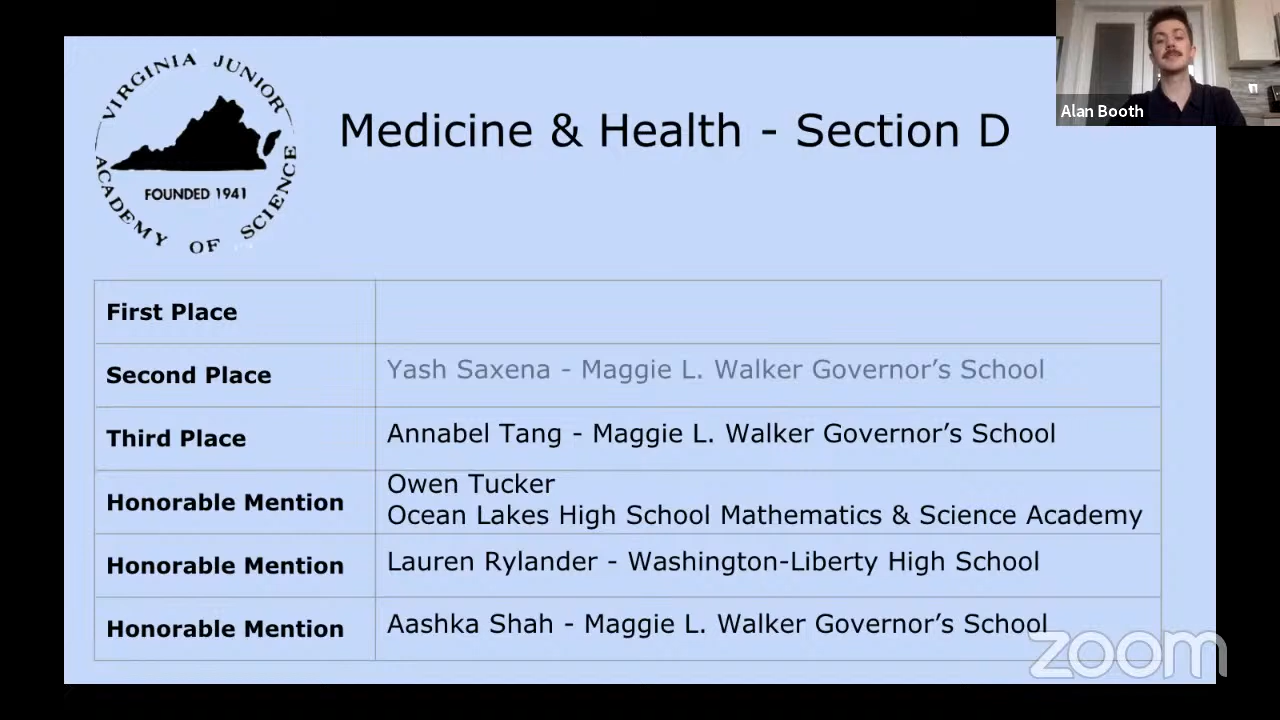 VIRGINIA JUNIOR
ACADEMY OF SCIENCE
FOUNDED 1941
Medicine & Health - Section D
Alan Booth
First Place
Second Place
Yash Saxena - Maggie L. Walker Governor’s School
Third Place
Annabel Tang - Maggie L. Walker Governor’s School
Honorable Mention
Owen Tucker
Ocean Lakes High School Mathematics & Science Academy
Honorable Mention
Lauren Rylander - Washington-Liberty High School
Honorable Mention
Aashka Shah - Maggie L. Walker Governor’s School
zoom